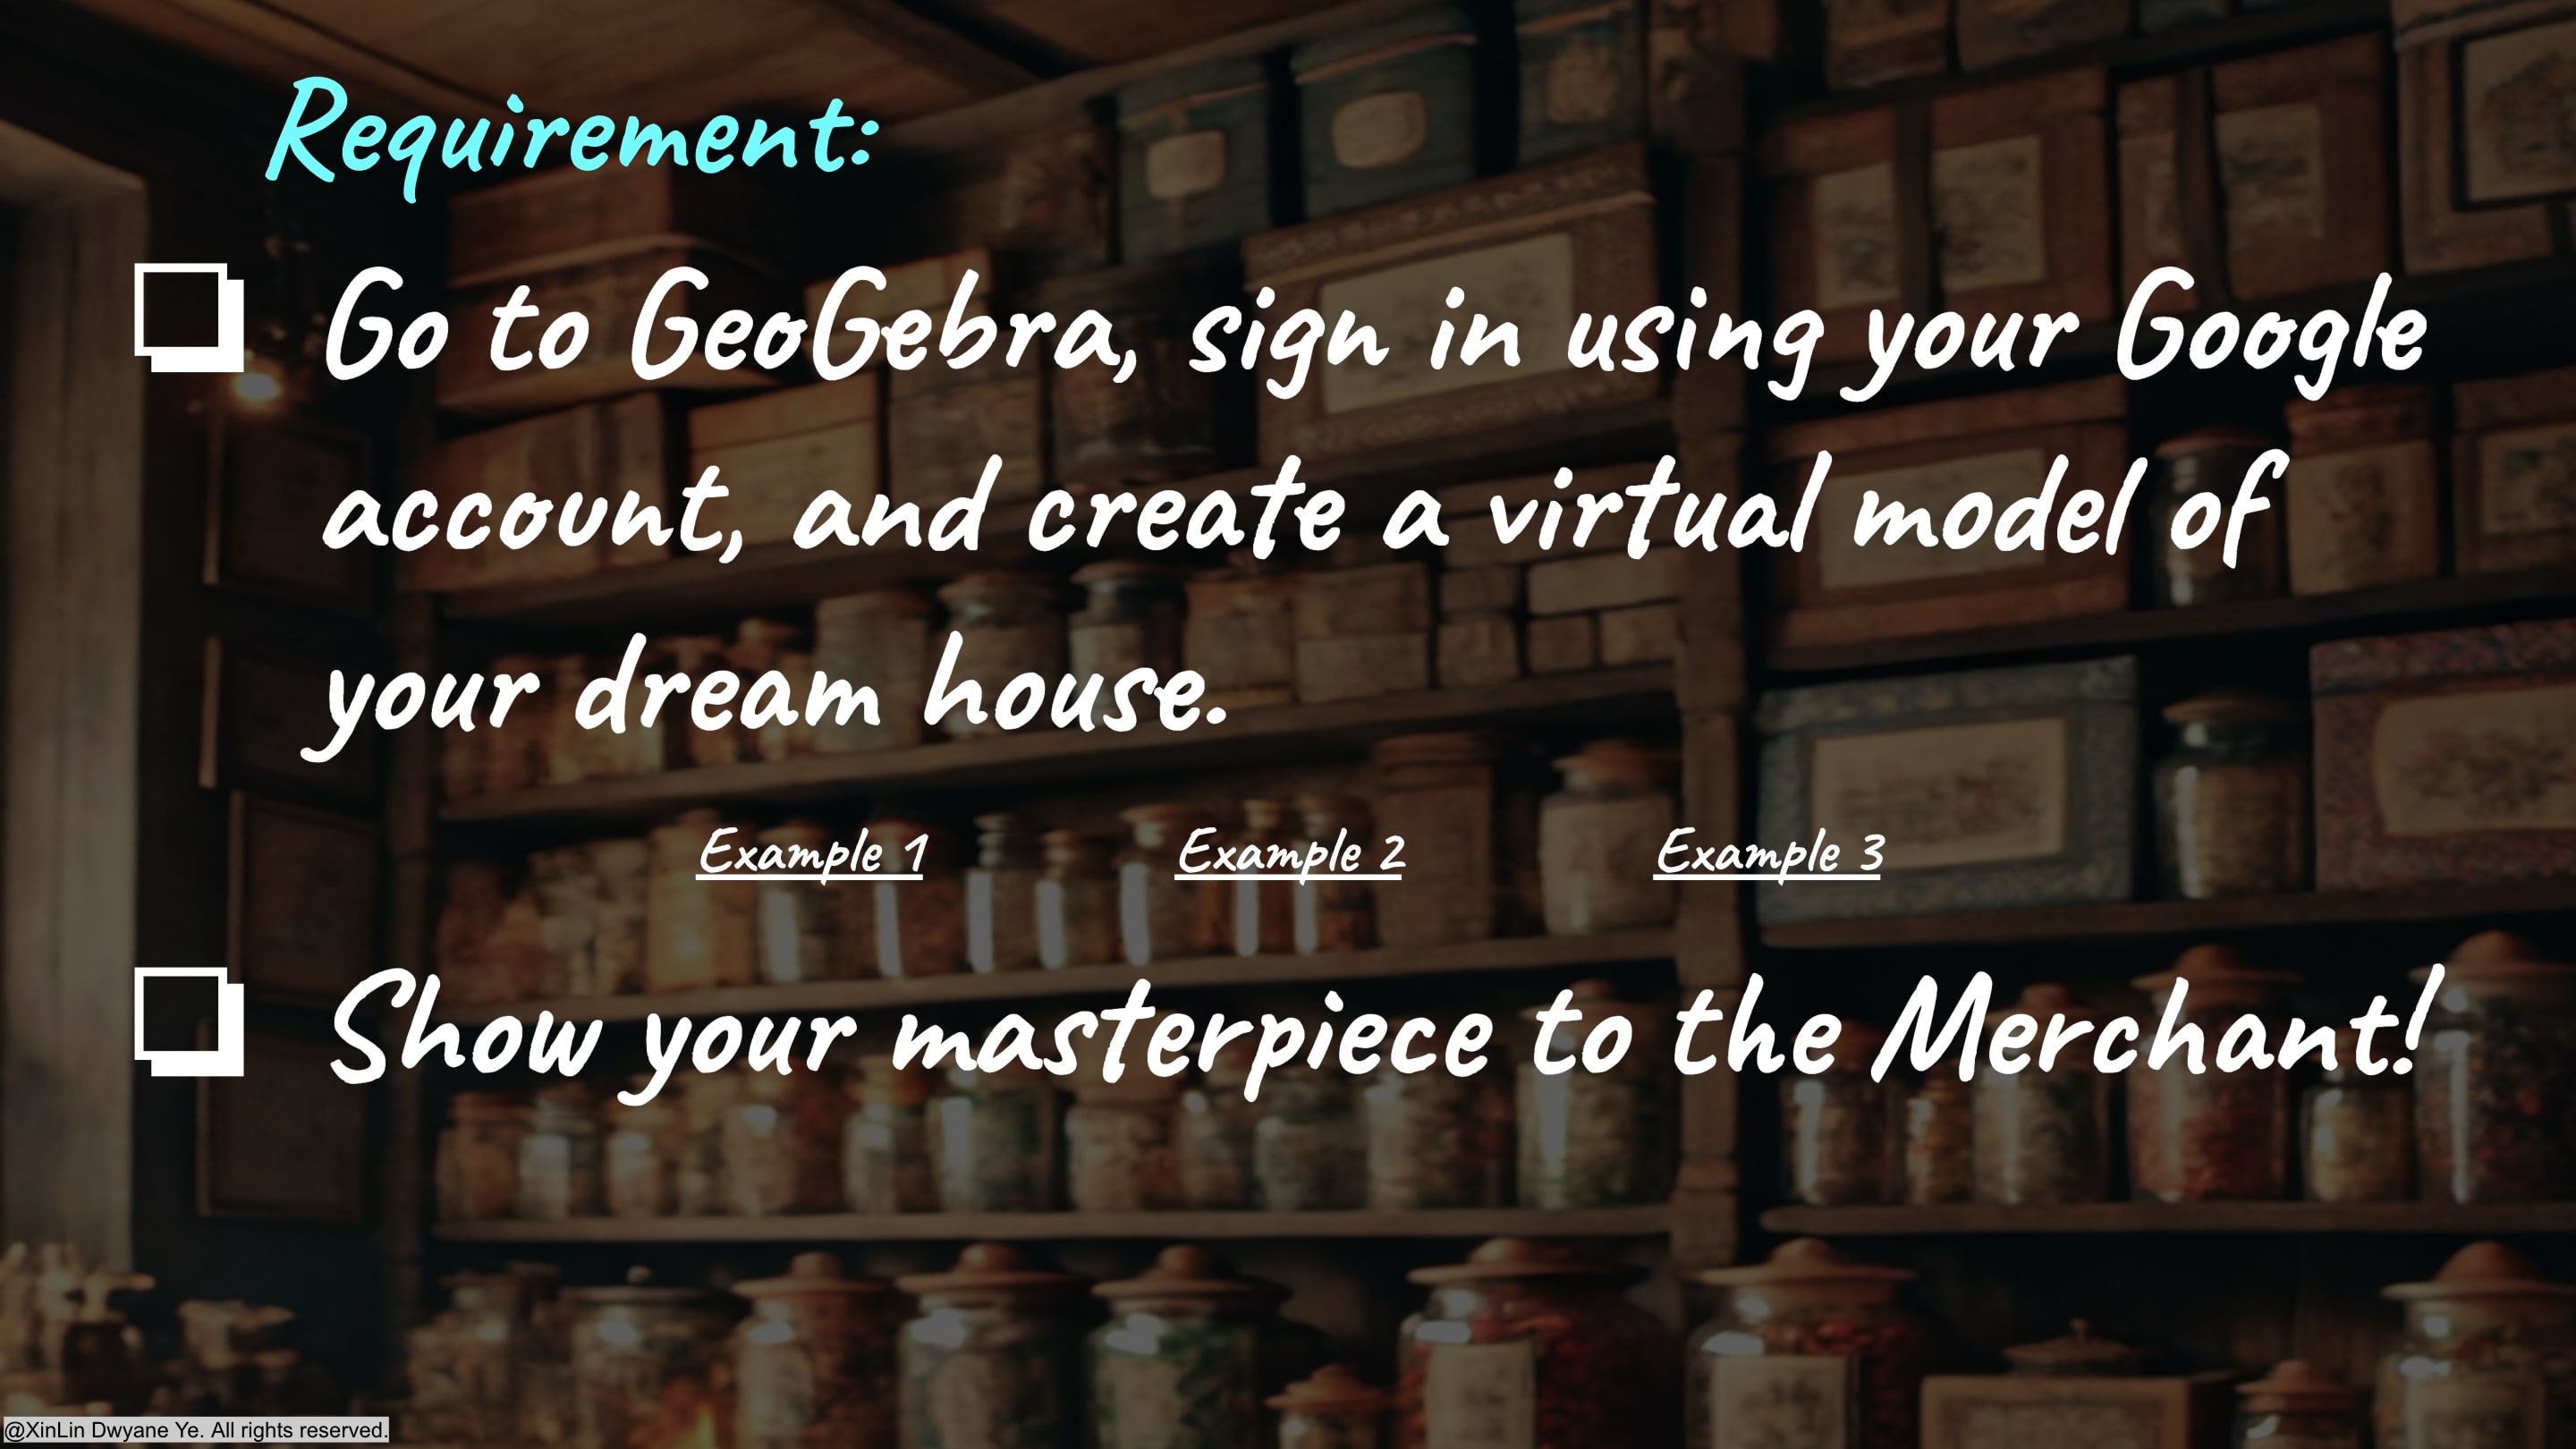 Requirement:
Go to GeoGebra, sign in using your Google
account, and create a virtual model of
your dream house.
Example 1 Example 2 Example 3
Show your masterpiece to the Merchant!
@XinLin Dwyane Ye. All rights reserved.